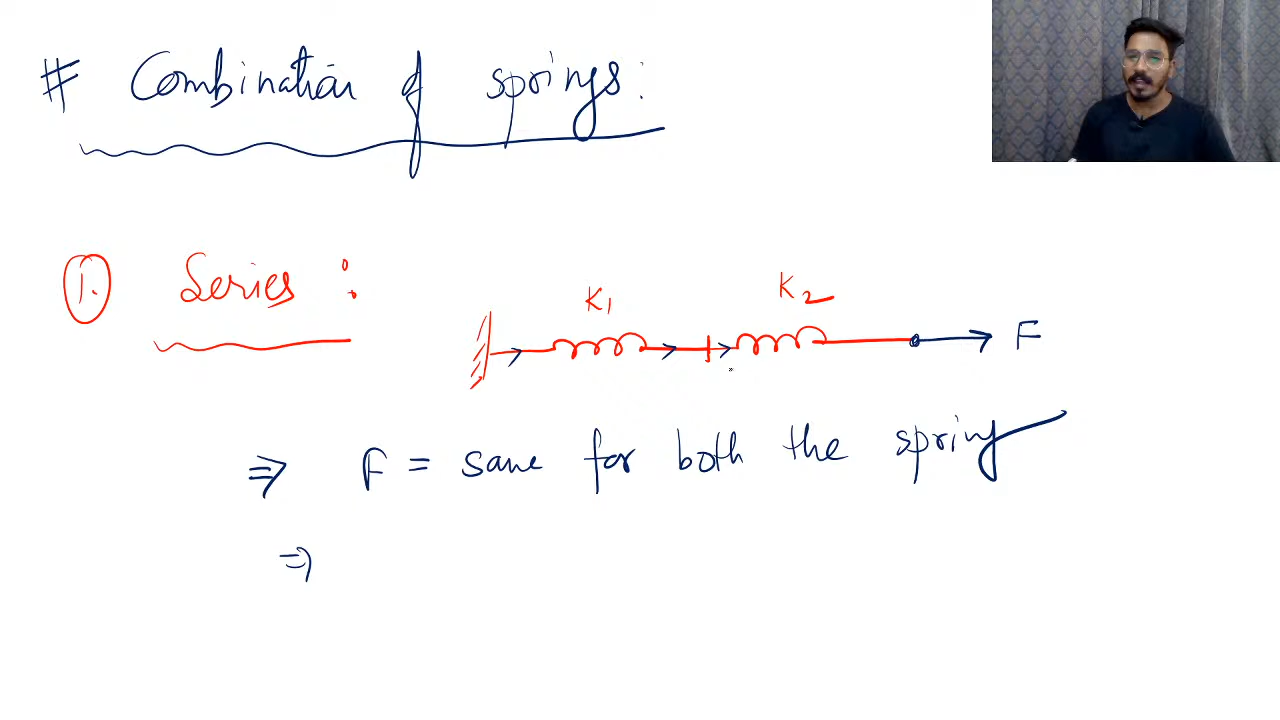 # Combination of springs:
1. Series:
K1
K2
F
⇒ F = same for both the spring
⇒